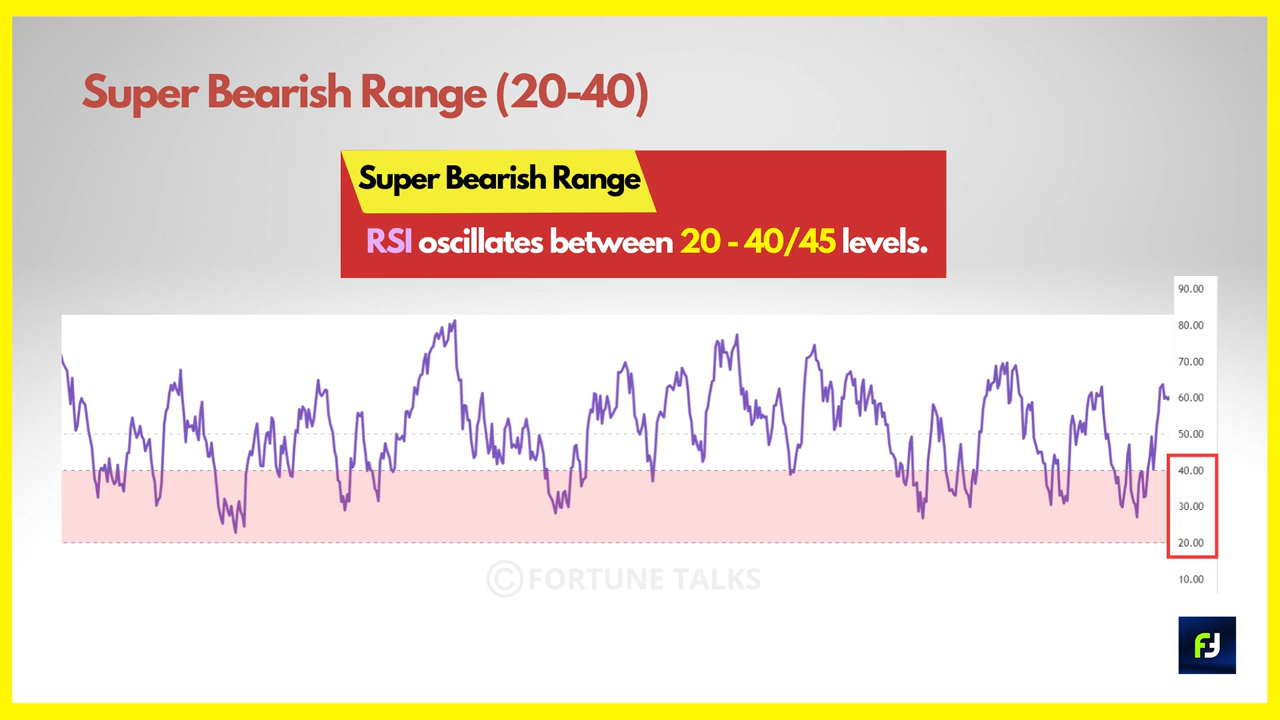 Super Bearish Range (20-40)
Super Bearish Range
RSI oscillates between 20 - 40/45 levels.
90.00
80.00
70.00
60.00
50.00
40.00
30.00
20.00
10.00
© FORTUNE TALKS